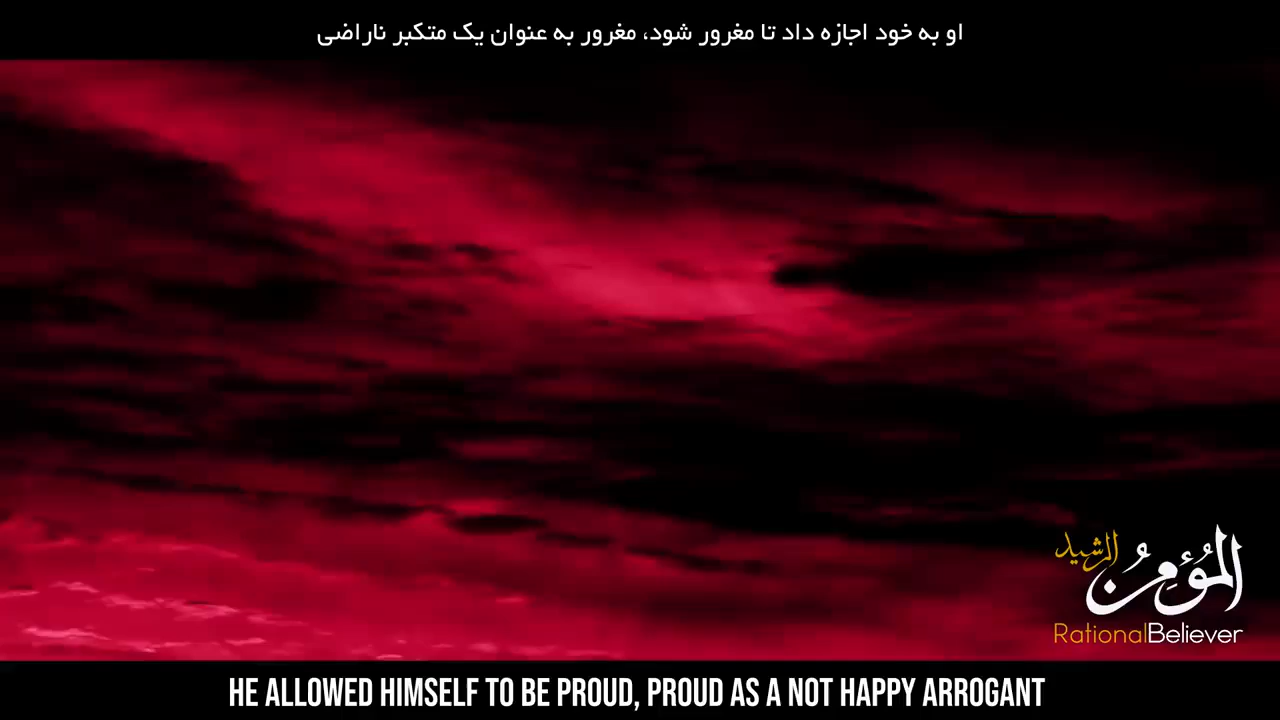 او به خود اجازه داد تا مغرور شود، مغرور به عنوان یک متکبر ناراضی
المؤمن الرشيد
RationalBeliever
HE ALLOWED HIMSELF TO BE PROUD, PROUD AS A NOT HAPPY ARROGANT